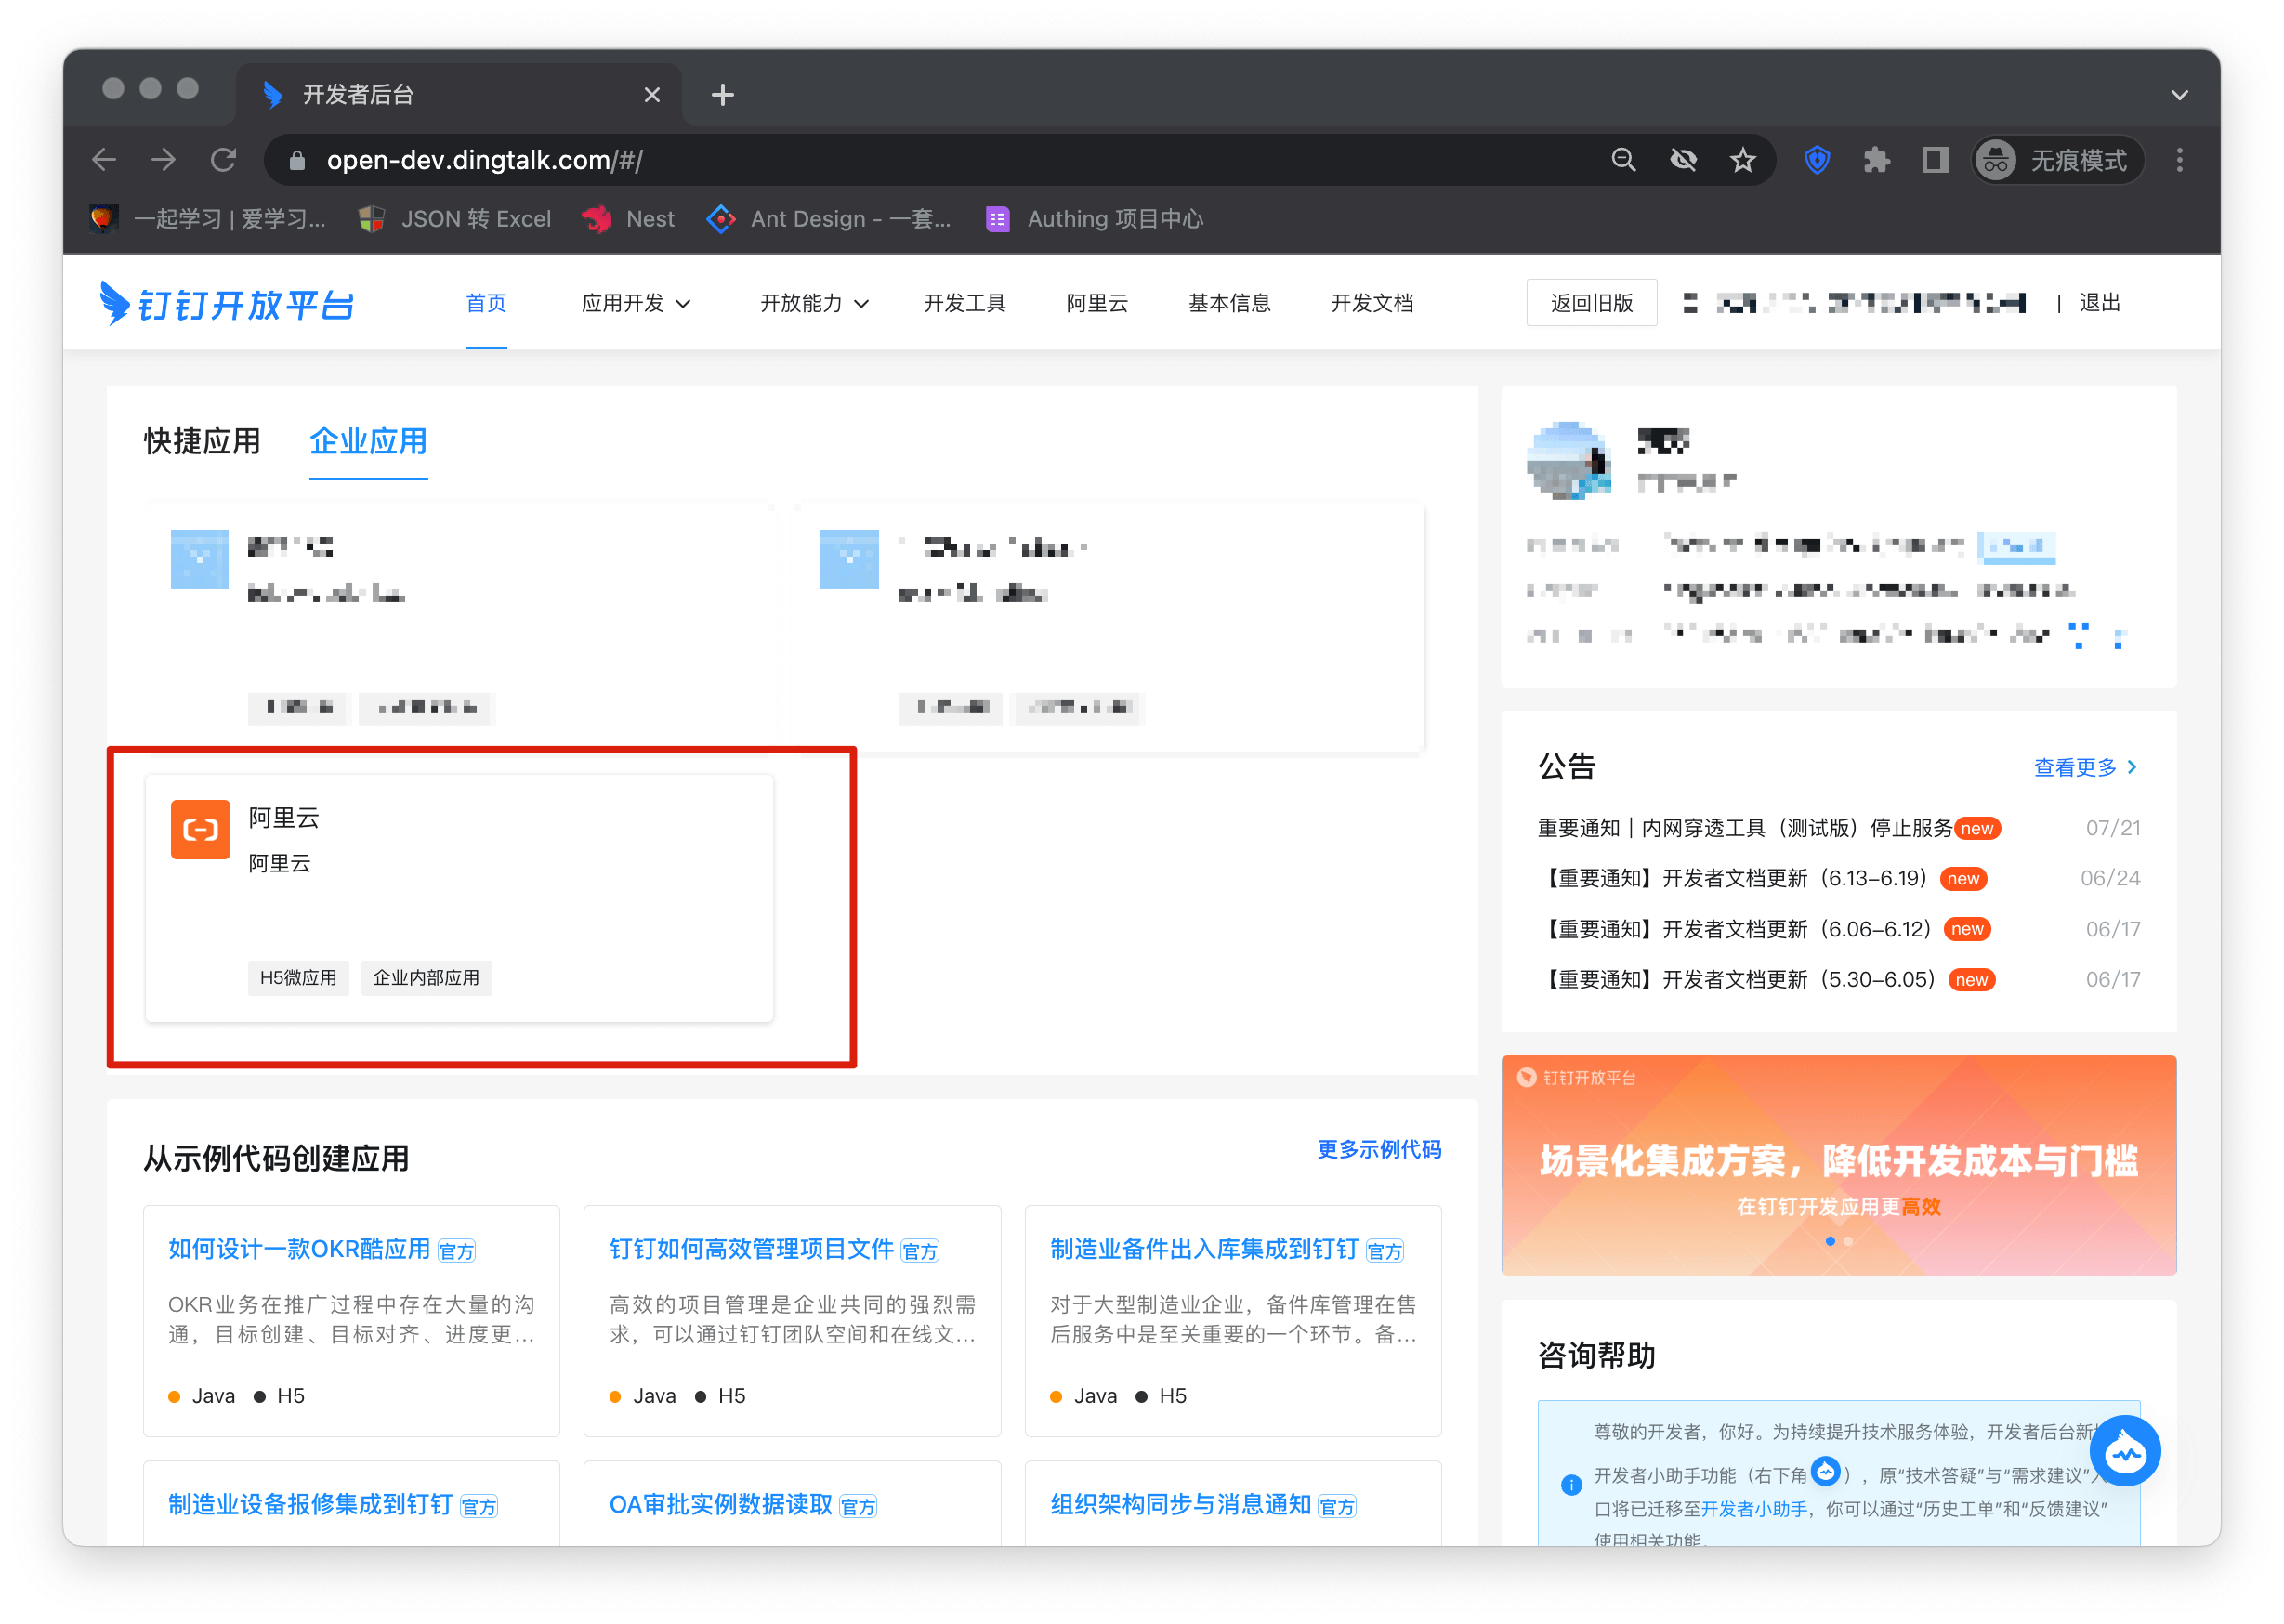 开发者后台
open-dev.dingtalk.com/#/
无痕模式
一起学习 | 爱学习...
JSON 转 Excel
Nest
Ant Design - 一套...
Authing 项目中心
钉钉开放平台
首页
应用开发
开放能力
开发工具
阿里云
基本信息
开发文档
返回旧版
| 退出
快捷应用
企业应用
阿里云
阿里云
H5微应用
企业内部应用
公告
查看更多
重要通知｜内网穿透工具（测试版）停止服务 new 07/21
【重要通知】开发者文档更新（6.13-6.19） new 06/24
【重要通知】开发者文档更新（6.06-6.12） new 06/17
【重要通知】开发者文档更新（5.30-6.05） new 06/17
钉钉开放平台
场景化集成方案，降低开发成本与门槛
在钉钉开发应用更高效
从示例代码创建应用
更多示例代码
如何设计一款OKR酷应用 官方
OKR业务在推广过程中存在大量的沟
通，目标创建、目标对齐、进度更...
Java H5
钉钉如何高效管理项目文件 官方
高效的项目管理是企业共同的强烈需
求，可以通过钉钉团队空间和在线文...
Java H5
制造业备件出入库集成到钉钉 官方
对于大型制造业企业，备件库管理在售
后服务中是至关重要的一个环节。备...
Java H5
制造业设备报修集成到钉钉 官方
OA审批实例数据读取 官方
组织架构同步与消息通知 官方
咨询帮助
尊敬的开发者，你好。为持续提升技术服务体验，开发者后台新
开发者小助手功能（右下角），原“技术答疑”与“需求建议”入
口将已迁移至开发者小助手，你可以通过“历史工单”和“反馈建议”
使用相关功能。